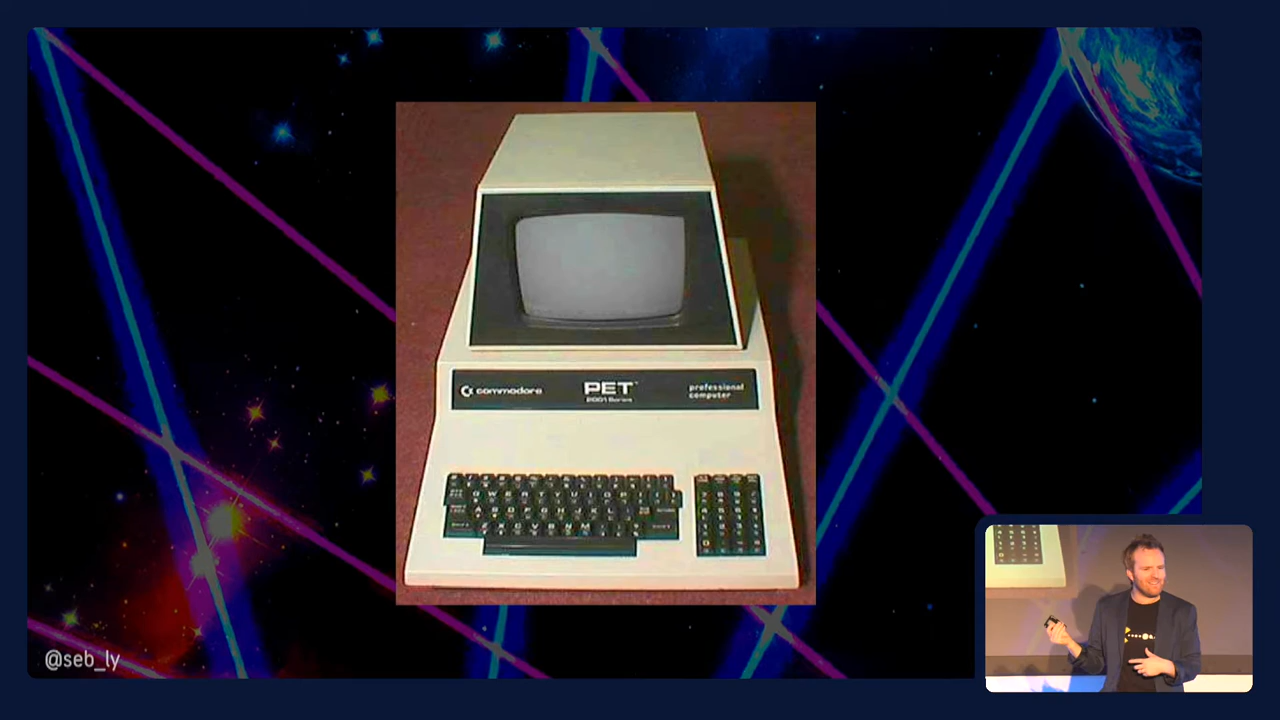 commodore
PET
2001 Series
professional
computer
@seb_ly